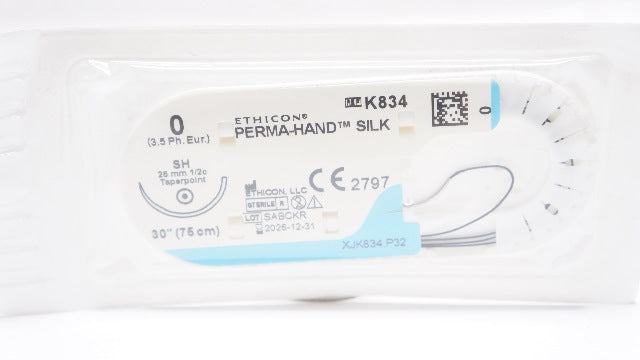 0
(3.5 Ph. Eur.)
SH
26 mm 1/2c
Taperpoint
30" (75 cm)
ETHICON®
PERMA-HAND™ SILK
K834
0
ETHICON, LLC
CE 2797
STERILE R
LOT SABCKR
2026-12-31
XJK834.P32